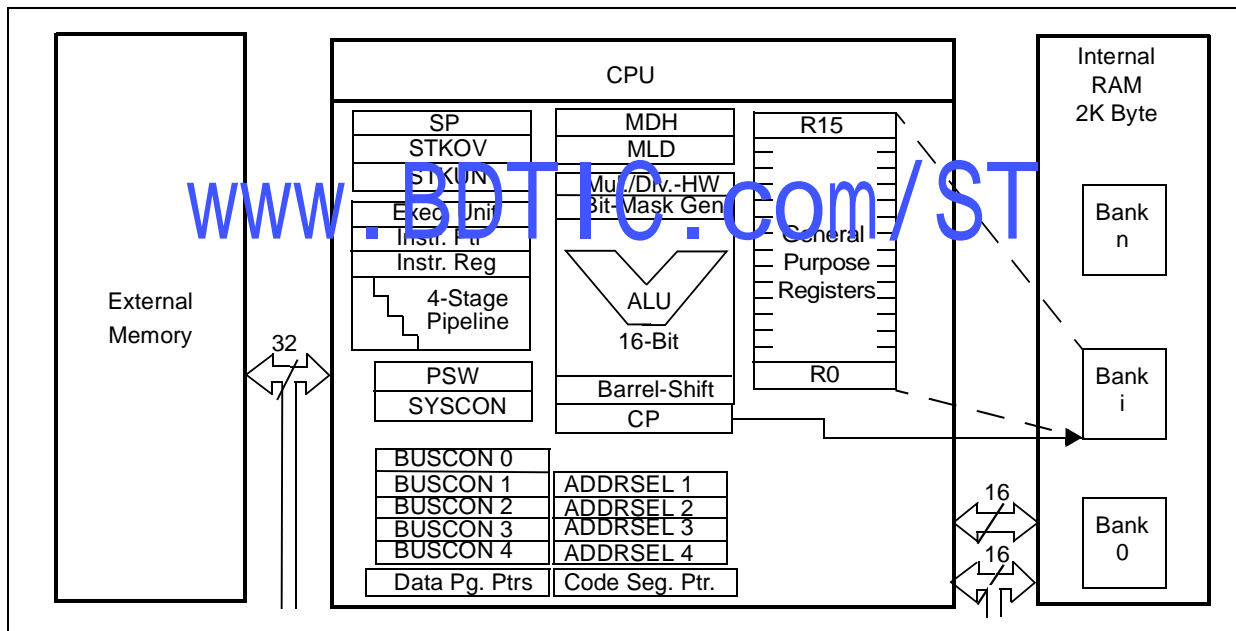 CPU
External
Memory
32
SP
STKOV
STKUN
Exec. Unit
Instr. Ptr
Instr. Reg
4-Stage
Pipeline
PSW
SYSCON
BUSCON 0
BUSCON 1
BUSCON 2
BUSCON 3
BUSCON 4
Data Pg. Ptrs
MDH
MLD
Mul./Div.-HW
Bit-Mask Gen
ALU
16-Bit
Barrel-Shift
CP
ADDRSEL 1
ADDRSEL 2
ADDRSEL 3
ADDRSEL 4
Code Seg. Ptr.
R15
General
Purpose
Registers
R0
16
16
Internal
RAM
2K Byte
Bank
n
Bank
i
Bank
0
www.BDTIC.com/ST